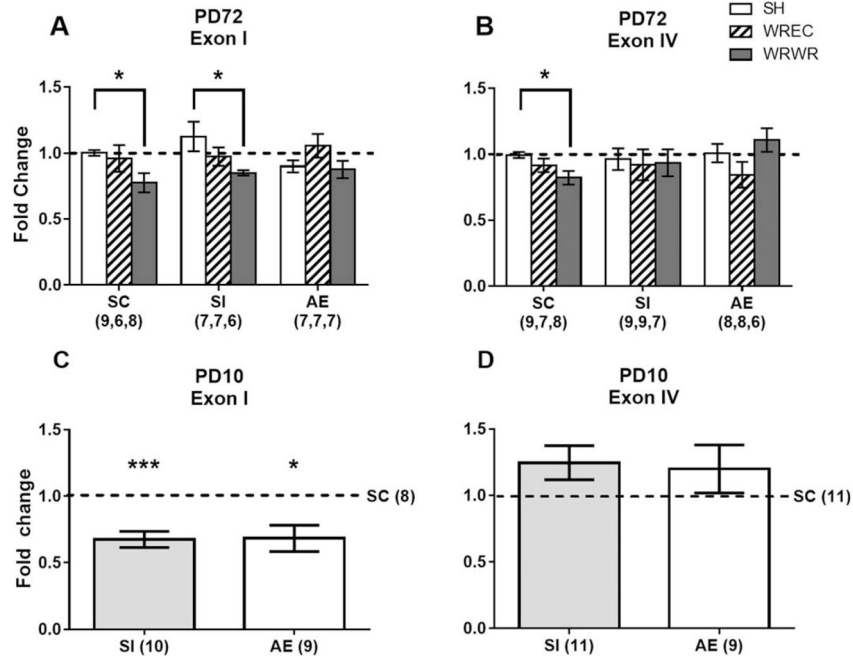 A
PD72
Exon I
Fold Change
1.5
1.0
0.5
0.0
*
*
SC
SI
AE
(9,6,8)
(7,7,6)
(7,7,7)
B
PD72
Exon IV
SH
WREC
WRWR
1.5
1.0
0.5
0.0
*
SC
SI
AE
(9,7,8)
(9,9,7)
(8,8,6)
C
PD10
Exon I
Fold change
1.5
1.0
0.5
0.0
***
*
SC (8)
SI (10)
AE (9)
D
PD10
Exon IV
1.5
1.0
0.5
0.0
SC (11)
SI (11)
AE (9)